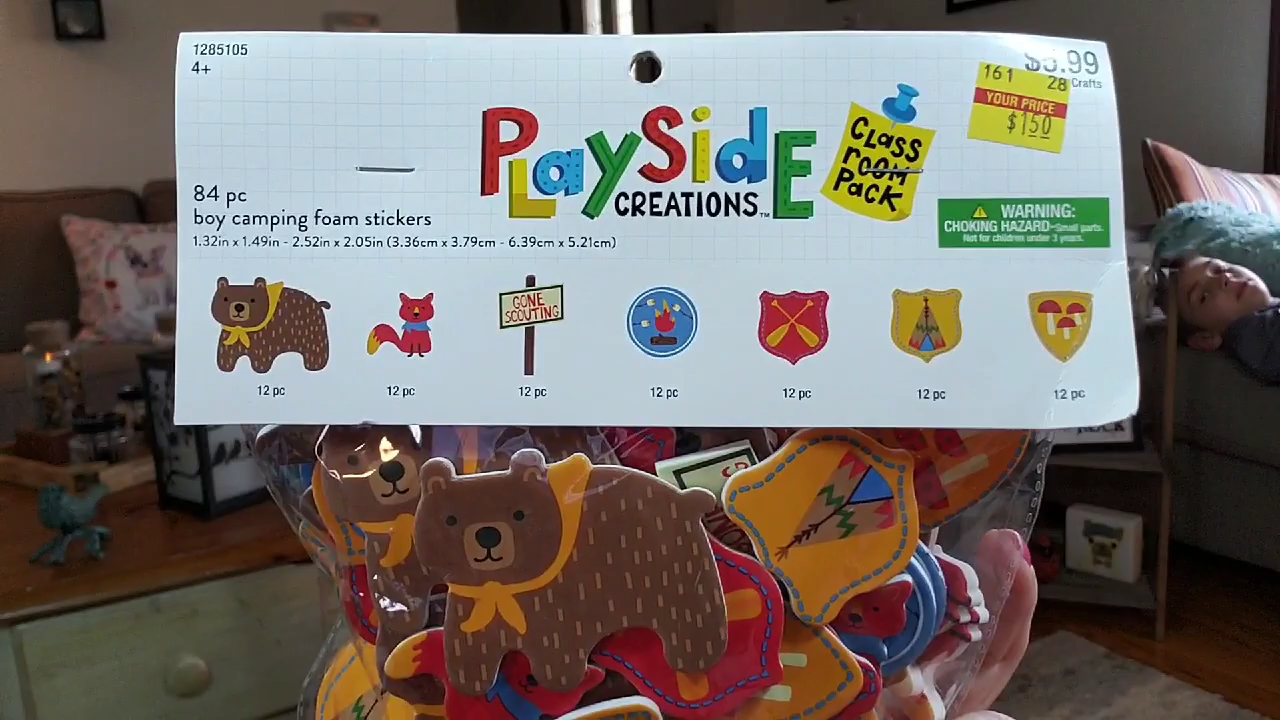 1285105
4+
$5.99
Crafts
161 28
YOUR PRICE
$1.50
PLaySidE
CREATIONS™
CLaSS
rOOM
Pack
84 pc
boy camping foam stickers
1.32in x 1.49in - 2.52in x 2.05in (3.36cm x 3.79cm - 6.39cm x 5.21cm)
WARNING:
CHOKING HAZARD-Small parts.
Not for children under 3 years.
GONE
SCOUTING
12 pc
12 pc
12 pc
12 pc
12 pc
12 pc
12 pc